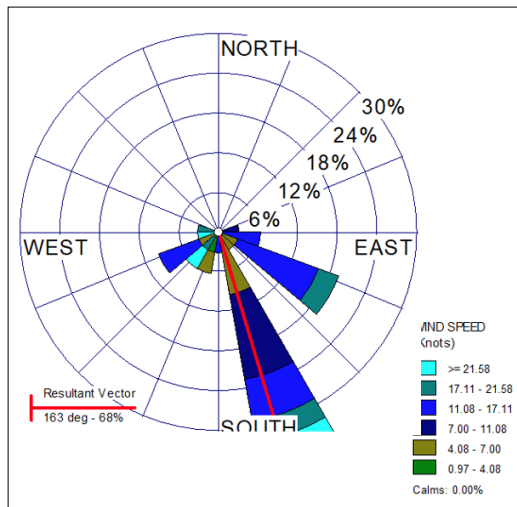 NORTH
30%
24%
18%
12%
6%
WEST
EAST
SOUTH
Resultant Vector
163 deg - 68%
WIND SPEED
(Knots)
>= 21.58
17.11 - 21.58
11.08 - 17.11
7.00 - 11.08
4.08 - 7.00
0.97 - 4.08
Calms: 0.00%